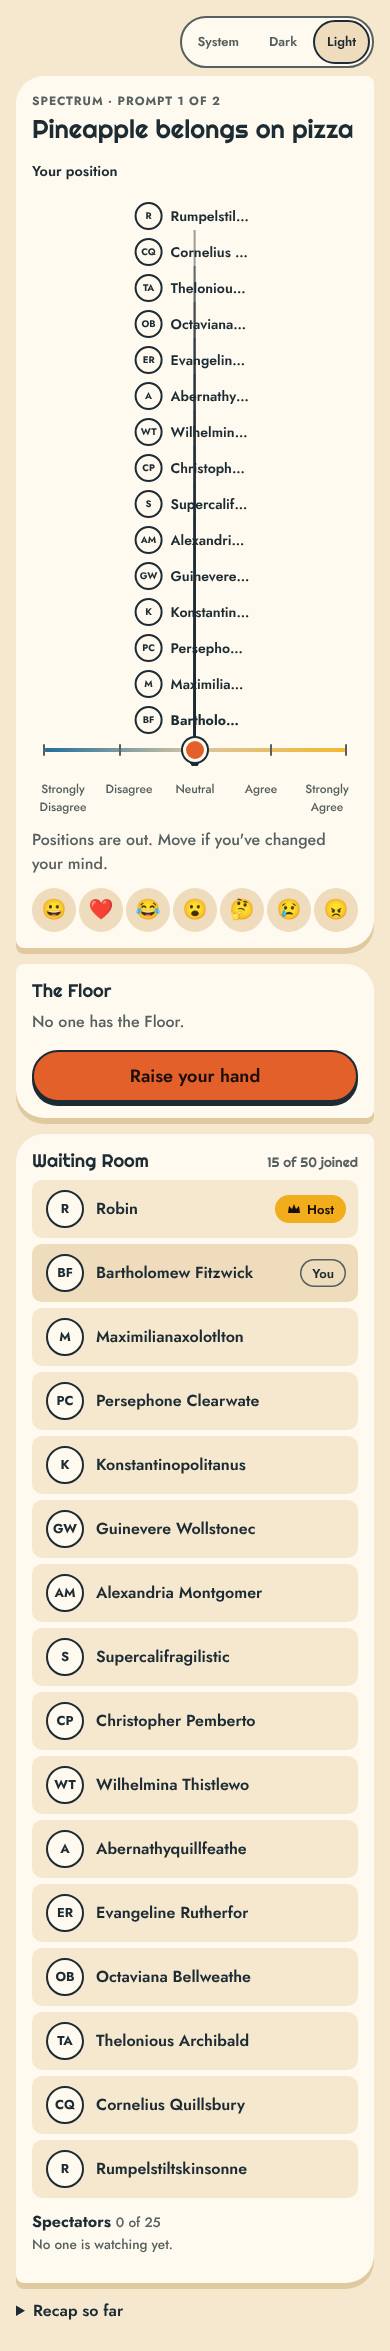 System Dark Light
SPECTRUM · PROMPT 1 OF 2
Pineapple belongs on pizza
Your position
R Rumpelstil...
CQ Cornelius ...
TA Theloniou...
OB Octaviana...
ER Evangelin...
A Abernathy...
WT Wilhelmin...
CP Christoph...
S Supercalif...
AM Alexandri...
GW Guinevere...
K Konstantin...
PC Persepho...
M Maximilia...
BF Bartholo...
Strongly Disagree Neutral Agree Strongly
Disagree Agree
Positions are out. Move if you've changed
your mind.
The Floor
No one has the Floor.
Raise your hand
Waiting Room 15 of 50 joined
R Robin Host
BF Bartholomew Fitzwick You
M Maximilianaxolotlton
PC Persephone Clearwate
K Konstantinopolitanus
GW Guinevere Wollstonec
AM Alexandria Montgomer
S Supercalifragilistic
CP Christopher Pemberto
WT Wilhelmina Thistlewo
A Abernathyquillfeathe
ER Evangeline Rutherfor
OB Octaviana Bellweathe
TA Thelonious Archibald
CQ Cornelius Quillsbury
R Rumpelstiltskinsonne
Spectators 0 of 25
No one is watching yet.
Recap so far